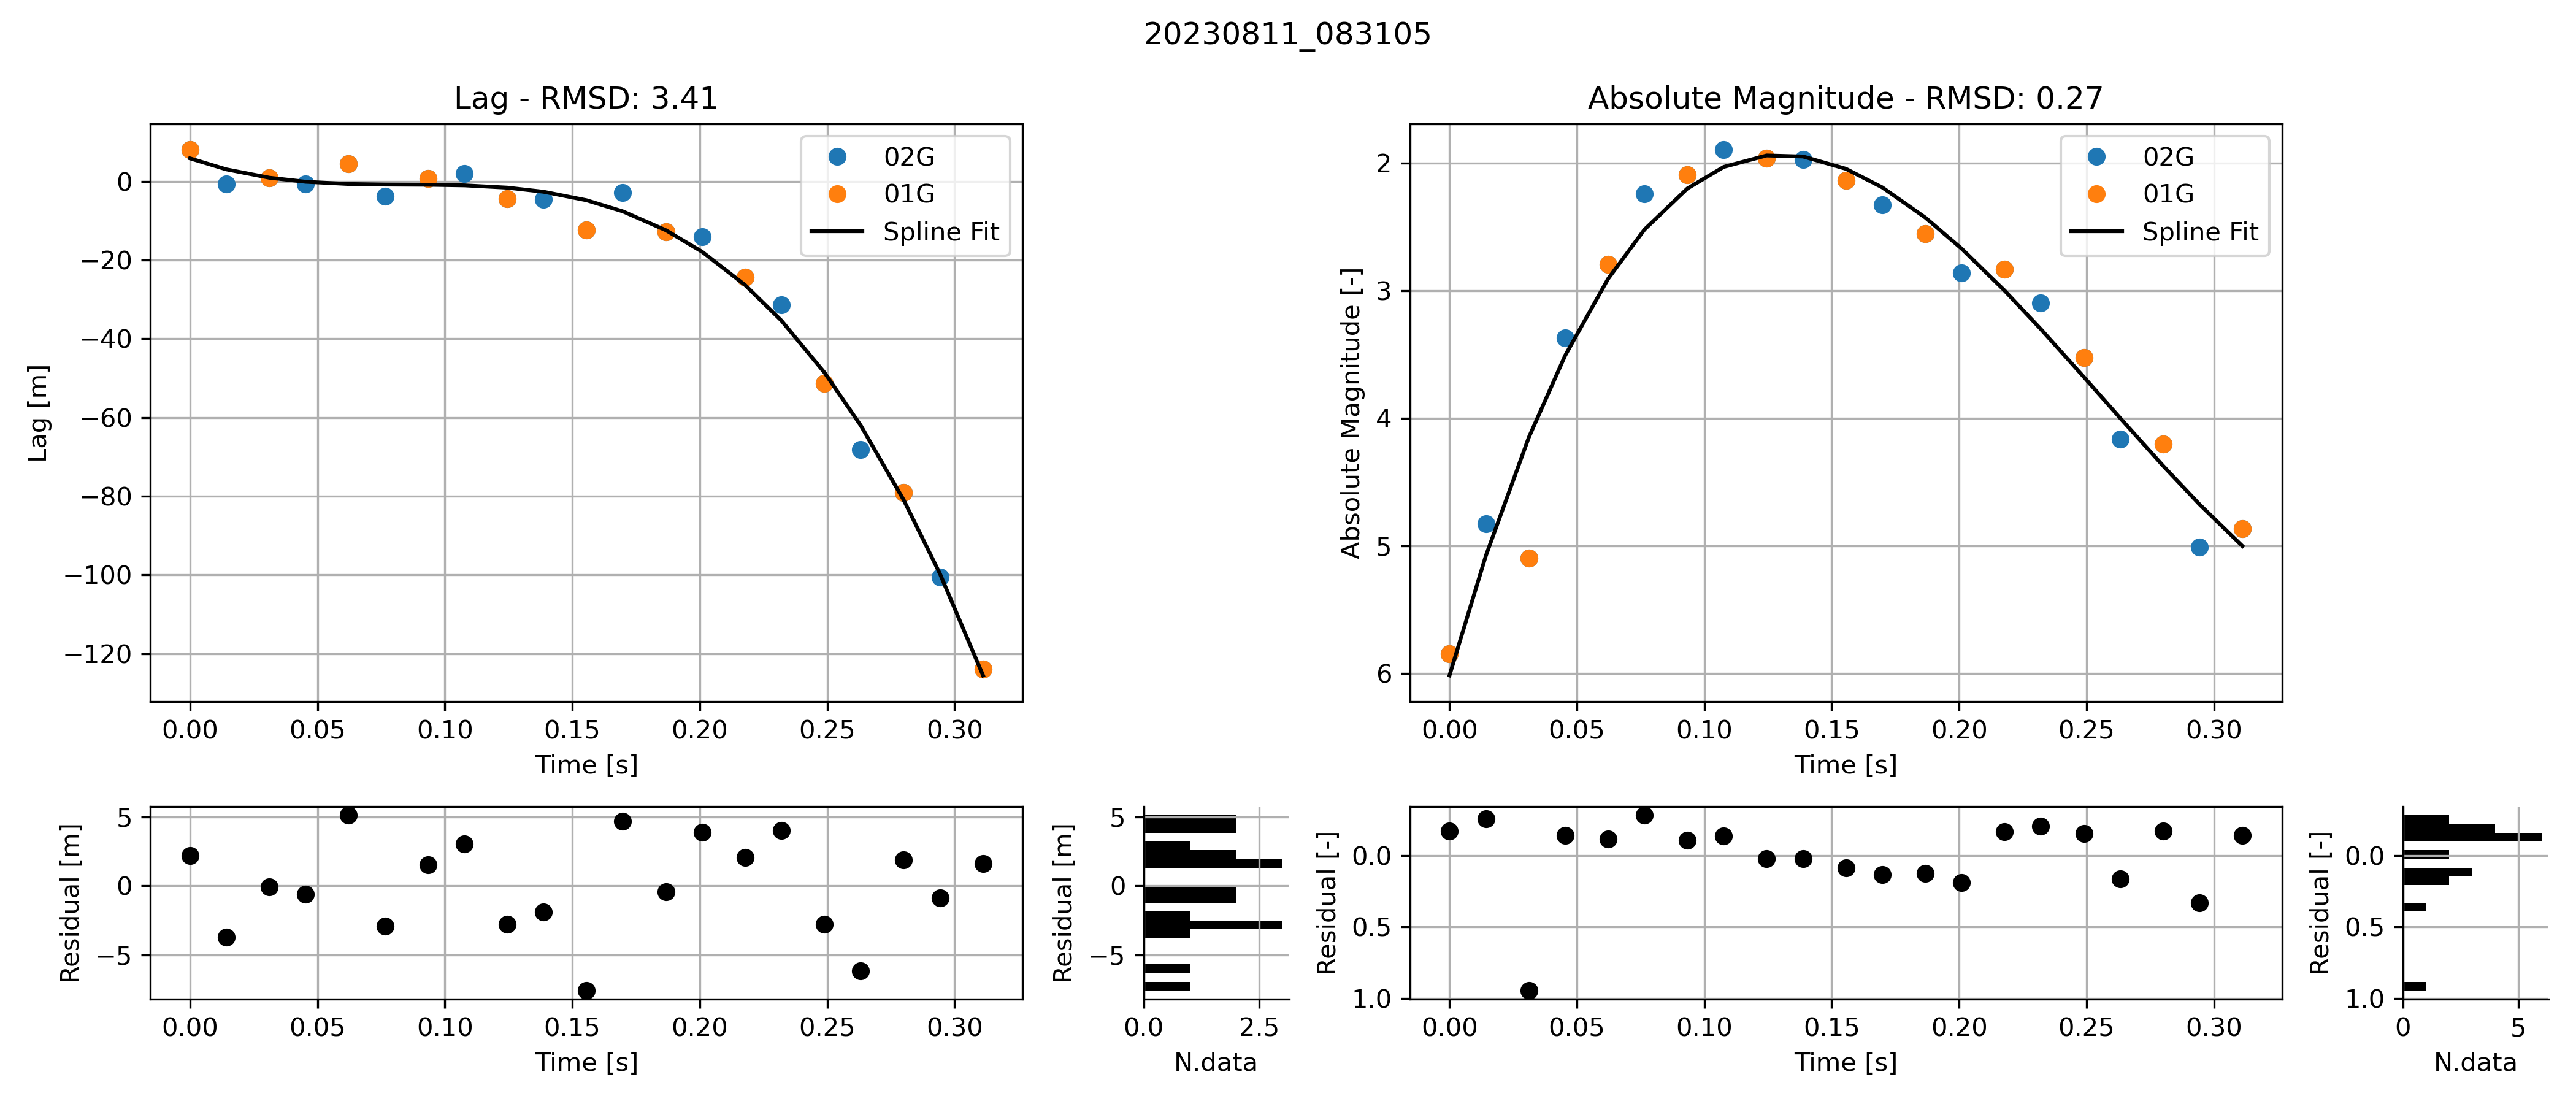 20230811_083105
Lag - RMSD: 3.41
Lag [m]
0
−20
−40
−60
−80
−100
−120
0.00 0.05 0.10 0.15 0.20 0.25 0.30
Time [s]
02G
01G
Spline Fit
Absolute Magnitude - RMSD: 0.27
Absolute Magnitude [-]
2
3
4
5
6
0.00 0.05 0.10 0.15 0.20 0.25 0.30
Time [s]
02G
01G
Spline Fit
Residual [m]
5
0
−5
0.00 0.05 0.10 0.15 0.20 0.25 0.30
Time [s]
Residual [m]
5
0
−5
0.0 2.5
N.data
Residual [-]
0.0
0.5
1.0
0.00 0.05 0.10 0.15 0.20 0.25 0.30
Time [s]
Residual [-]
0.0
0.5
1.0
0 5
N.data